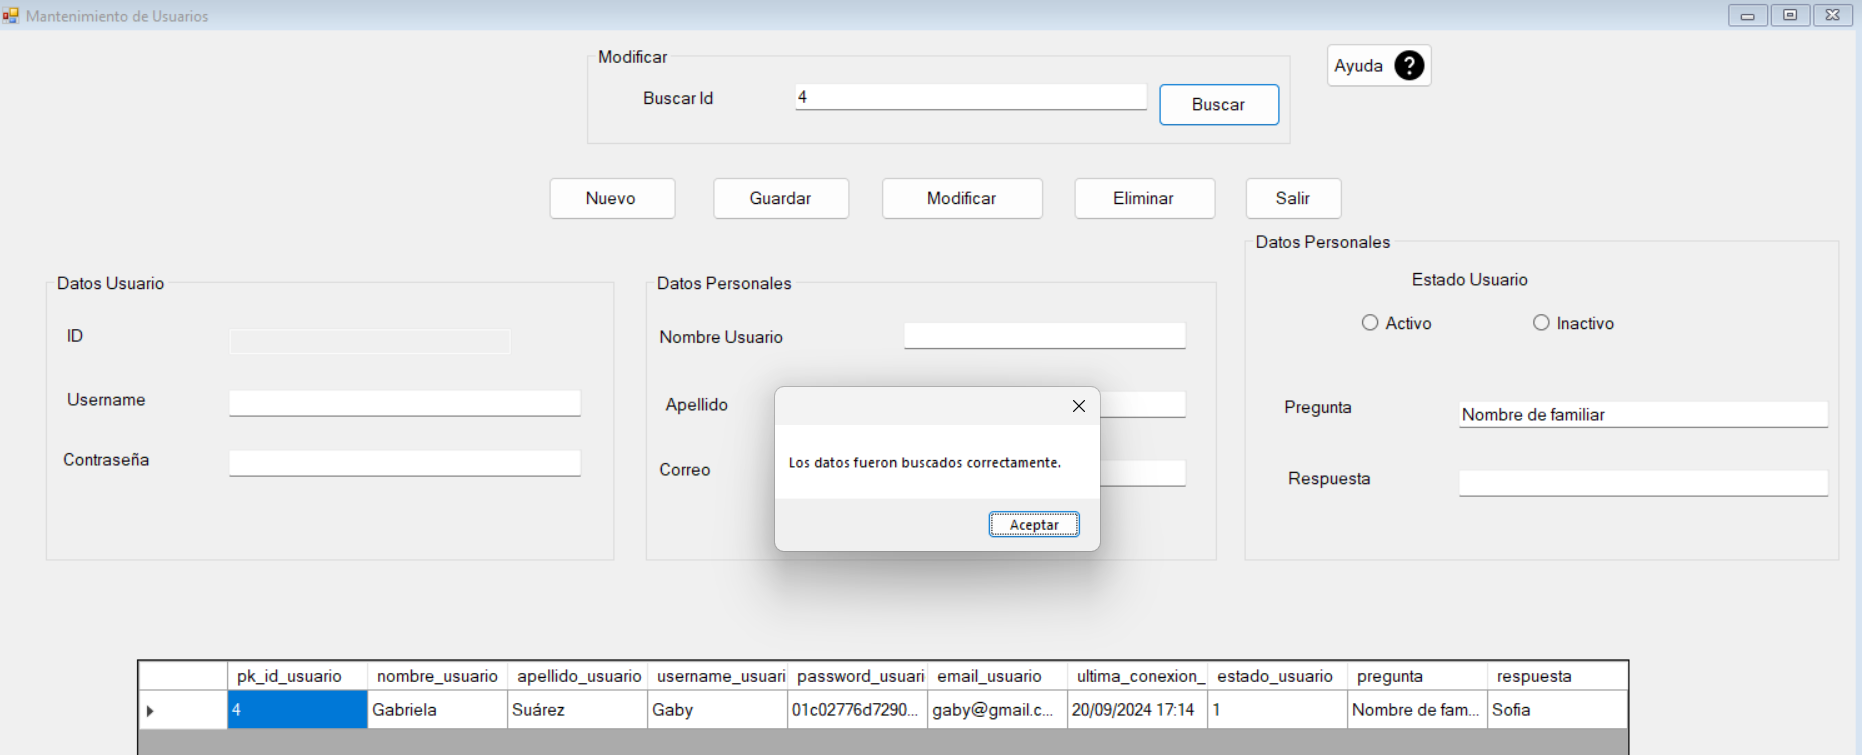 Mantenimiento de Usuarios
Modificar
Buscar Id
4
Buscar
Ayuda ?
Nuevo
Guardar
Modificar
Eliminar
Salir
Datos Usuario
ID
Username
Contraseña
Datos Personales
Nombre Usuario
Apellido
Correo
Datos Personales
Estado Usuario
Activo
Inactivo
Pregunta
Nombre de familiar
Respuesta
Los datos fueron buscados correctamente.
Aceptar
pk_id_usuario nombre_usuario apellido_usuario username_usuari password_usuari email_usuario ultima_conexion_ estado_usuario pregunta respuesta
4 Gabriela Suárez Gaby 01c02776d7290... gaby@gmail.c... 20/09/2024 17:14 1 Nombre de fam... Sofia